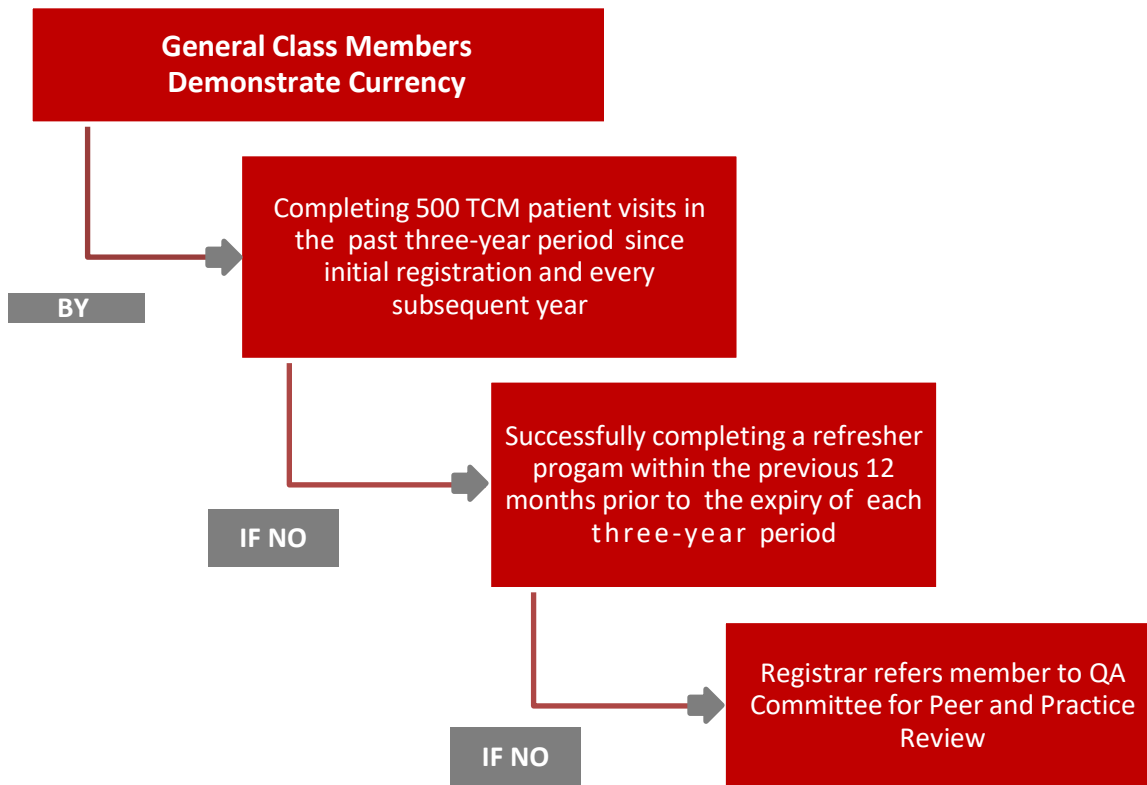 General Class Members
Demonstrate Currency
BY
Completing 500 TCM patient visits in
the past three-year period since
initial registration and every
subsequent year
IF NO
Successfully completing a refresher
progam within the previous 12
months prior to the expiry of each
three-year period
IF NO
Registrar refers member to QA
Committee for Peer and Practice
Review